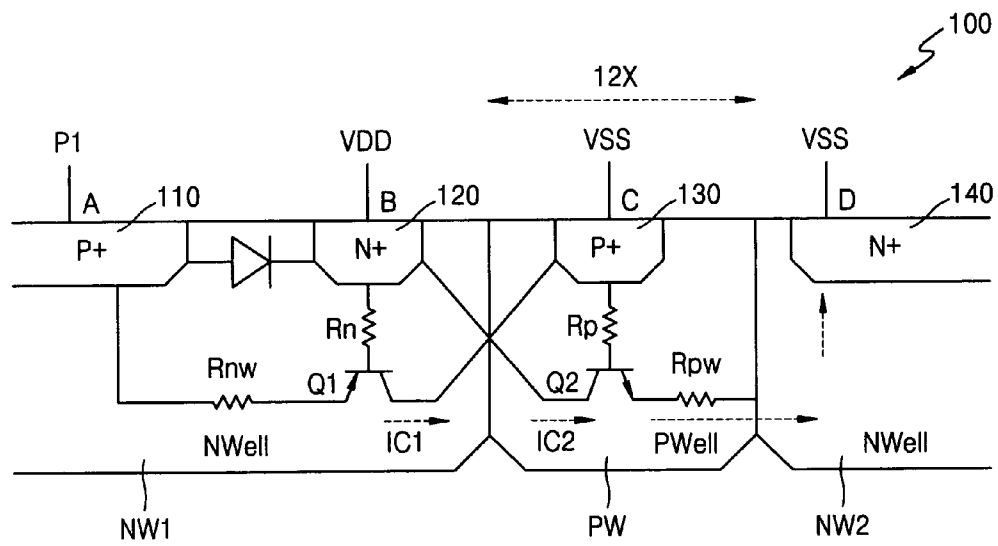 100
12X
P1
VDD
VSS
VSS
A
110
B
120
C
130
D
140
P+
N+
P+
N+
Rn
Rp
Rnw
Q1
Q2
Rpw
NWell
IC1
IC2
PWell
NWell
NW1
PW
NW2